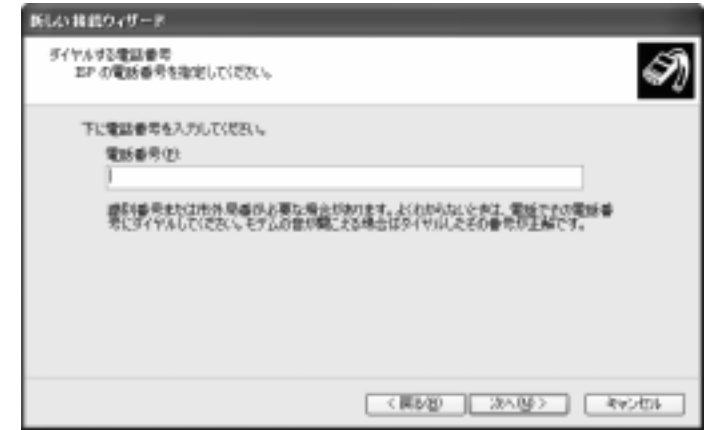 新しい接続ウィザード
ダイヤルする電話番号
ISP の電話番号を指定してください。
下に電話番号を入力してください。
電話番号(P):
識別番号または市外局番が必要な場合があります。よくわからないときは、電話でその電話番
号にダイヤルしてください。モデムの音が聞こえる場合はダイヤルしたその番号が正解です。
< 戻る(B)
次へ(N) >
キャンセル